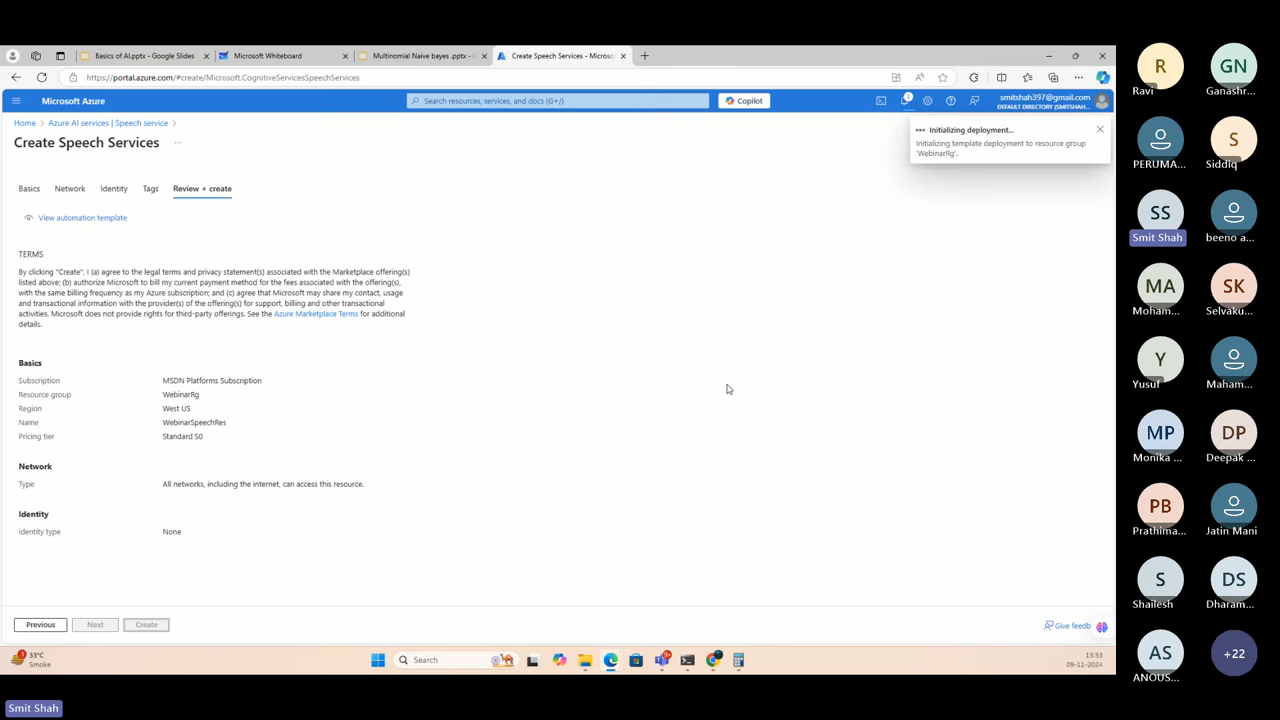 Basics of AI.pptx - Google Slides
Microsoft Whiteboard
Multinomial Naive bayes .pptx - G
Create Speech Services - Microso
https://portal.azure.com/#create/Microsoft.CognitiveServicesSpeechServices
Microsoft Azure
Search resources, services, and docs (G+/)
Copilot
2
smitshah397@gmail.com
DEFAULT DIRECTORY (SMITSHAH...
Home > Azure AI services | Speech service >
Create Speech Services
...
Initializing deployment...
Initializing template deployment to resource group
'WebinarRg'.
Basics
Network
Identity
Tags
Review + create
View automation template
TERMS
By clicking "Create", I (a) agree to the legal terms and privacy statement(s) associated with the Marketplace offering(s)
listed above; (b) authorize Microsoft to bill my current payment method for the fees associated with the offering(s),
with the same billing frequency as my Azure subscription; and (c) agree that Microsoft may share my contact, usage
and transactional information with the provider(s) of the offering(s) for support, billing and other transactional
activities. Microsoft does not provide rights for third-party offerings. See the Azure Marketplace Terms for additional
details.
Basics
Subscription MSDN Platforms Subscription
Resource group WebinarRg
Region West US
Name WebinarSpeechRes
Pricing tier Standard S0
Network
Type All networks, including the internet, can access this resource.
Identity
Identity type None
Previous
Next
Create
Give feedb
1
33°C
Smoke
Search
13:53
09-11-2024
Smit Shah
R
Ravi
GN
Ganashr...
PERUMA...
S
Siddiq
SS
Smit Shah
beeno a...
MA
Moham...
SK
Selvaku...
Y
Yusuf
Maham...
MP
Monika ...
DP
Deepak ...
PB
Prathima...
Jatin Mani
S
Shailesh
DS
Dharam...
AS
ANOUS...
+22